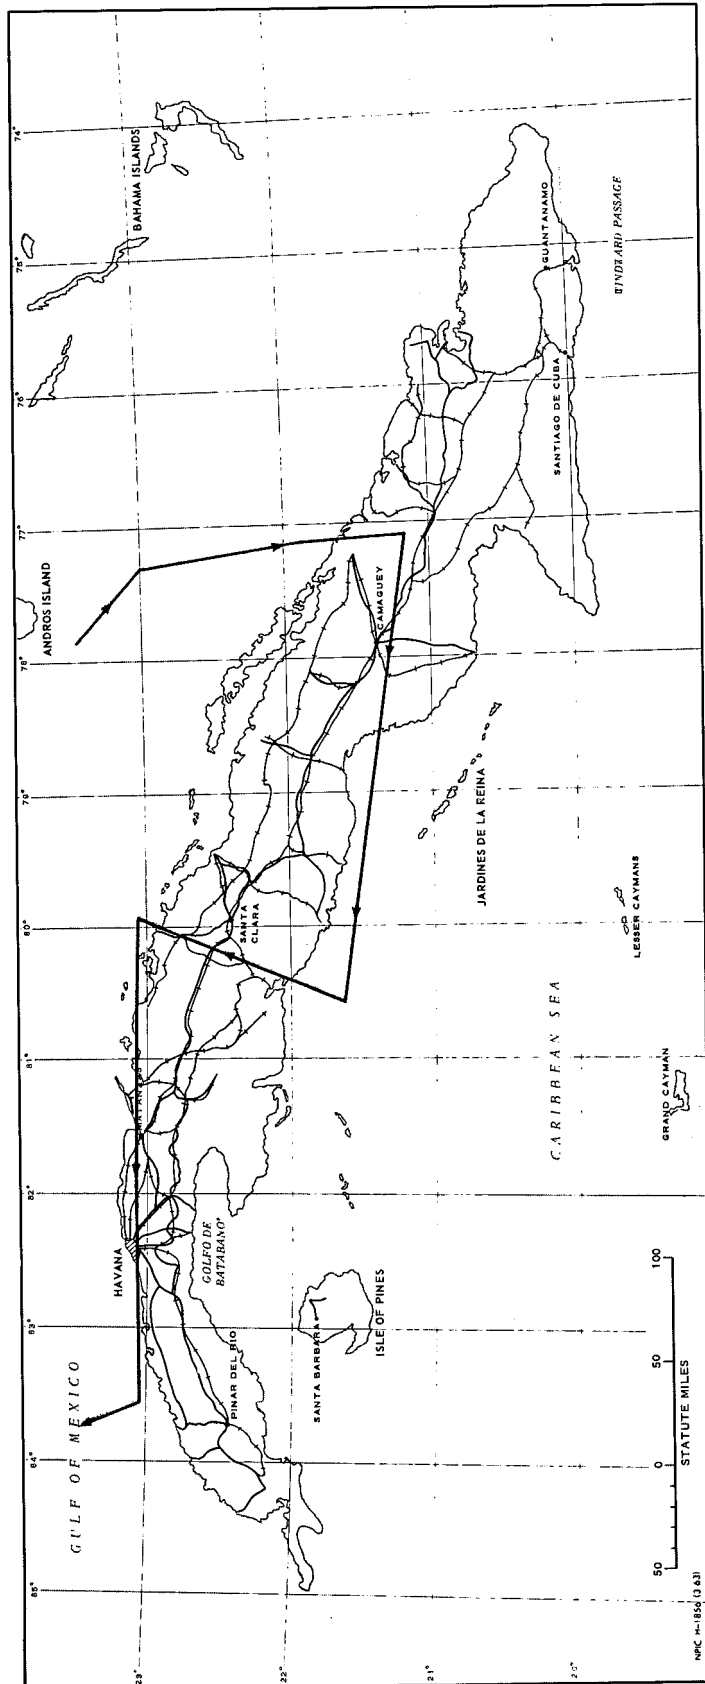 74°
75°
76°
77°
78°
79°
80°
81°
82°
83°
84°
85°
23°
22°
21°
20°
BAHAMA ISLANDS
ANDROS ISLAND
GUANTANAMO
WINDWARD PASSAGE
SANTIAGO DE CUBA
CAMAGUEY
JARDINES DE LA REINA
SANTA
CLARA
LESSER CAYMANS
CARIBBEAN SEA
GRAND CAYMAN
HAVANA
GOLFO DE
BATABANO
GULF OF MEXICO
PINAR DEL RIO
SANTA BARBARA
ISLE OF PINES
50 0 50 100
STATUTE MILES
NPIC H-1856 (3 63)